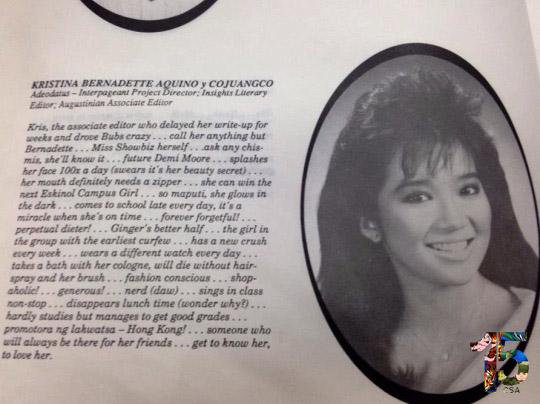 KRISTINA BERNADETTE AQUINO y COJUANGCO
Adeodatus – Interpageant Project Director; Insights Literary
Editor; Augustinian Associate Editor
Kris, the associate editor who delayed her write-up for
weeks and drove Bubs crazy . . . call her anything but
Bernadette . . . Miss Showbiz herself . . .ask any chis-
mis, she'll know it . . . future Demi Moore . . . splashes
her face 100x a day (swears it's her beauty secret) . . .
her mouth definitely needs a zipper . . . she can win the
next Eskinol Campus Girl . . . so maputi, she glows in
the dark . . . comes to school late every day, it's a
miracle when she's on time . . . forever forgetful! . . .
perpetual dieter! . . . Ginger's better half . . . the girl in
the group with the earliest curfew . . . has a new crush
every week . . . wears a different watch every day . . .
takes a bath with her cologne, will die without hair-
spray and her brush . . . fashion conscious . . . shop-
aholic! . . . generous! . . . nerd (daw) . . . sings in class
non-stop . . . disappears lunch time (wonder why?) . . .
hardly studies but manages to get good grades . . .
promotora ng lakwatsa – Hong Kong! . . . someone who
will always be there for her friends . . . get to know her,
to love her.
15
CSA